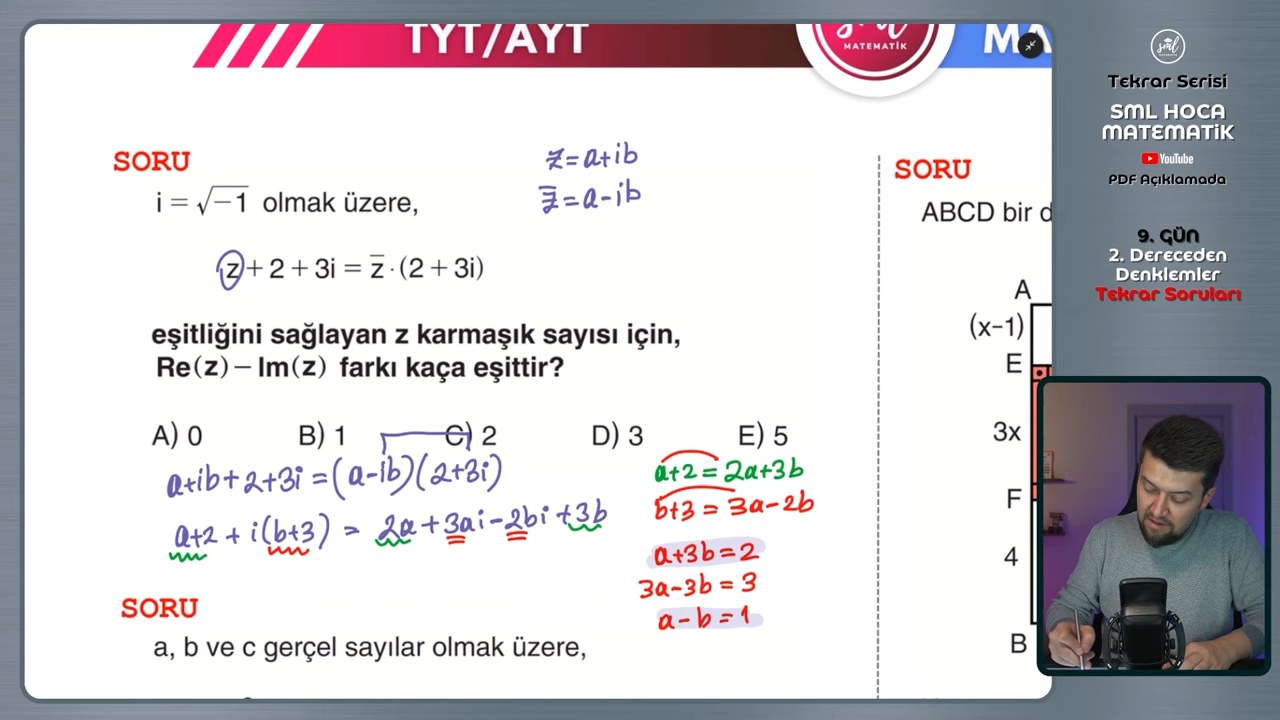 TYT/AYT
sml
MATEMATİK
MA
SORU
i = √−1 olmak üzere,
z = a+ib
z̅ = a−ib
z + 2 + 3i = z̅ · (2 + 3i)
eşitliğini sağlayan z karmaşık sayısı için,
Re(z) − Im(z) farkı kaça eşittir?
A) 0 B) 1 C) 2 D) 3 E) 5
a+ib+2+3i = (a−ib)(2+3i)
a+2 + i(b+3) = 2a+3ai−2bi+3b
a+2 = 2a+3b
b+3 = 3a−2b
a+3b = 2
3a−3b = 3
a−b = 1
SORU
a, b ve c gerçel sayılar olmak üzere,
SORU
ABCD bir d
A
(x−1)
E
3x
F
4
B
sml
Tekrar Serisi
SML HOCA
MATEMATİK
YouTube
PDF Açıklamada
9. GÜN
2. Dereceden
Denklemler
Tekrar Soruları